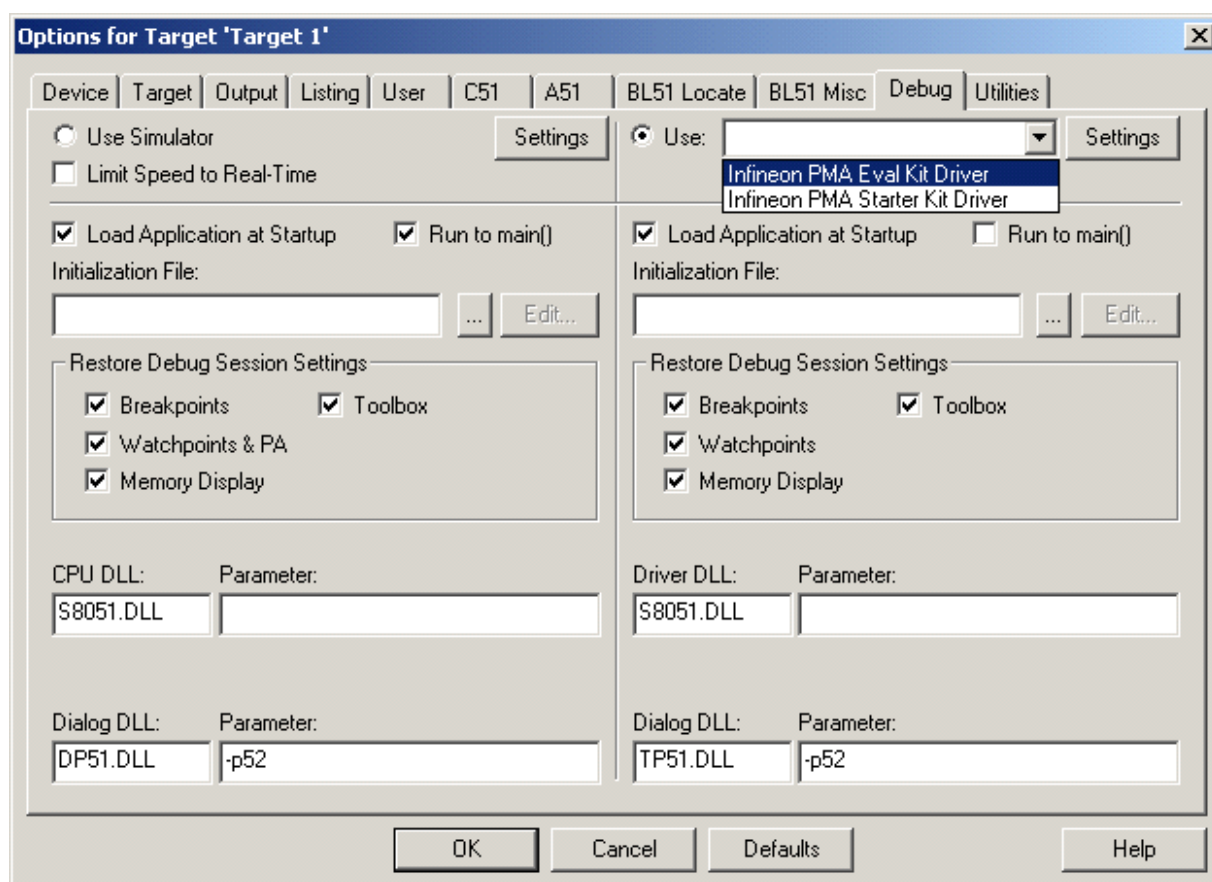 Options for Target 'Target 1'
Device Target Output Listing User C51 A51 BL51 Locate BL51 Misc Debug Utilities
Use Simulator Settings Use: Settings
Limit Speed to Real-Time Infineon PMA Eval Kit Driver
Infineon PMA Starter Kit Driver
Load Application at Startup Run to main() Load Application at Startup Run to main()
Initialization File: Initialization File:
... Edit... ... Edit...
Restore Debug Session Settings Restore Debug Session Settings
Breakpoints Toolbox Breakpoints Toolbox
Watchpoints & PA Watchpoints
Memory Display Memory Display
CPU DLL: Parameter: Driver DLL: Parameter:
S8051.DLL S8051.DLL
Dialog DLL: Parameter: Dialog DLL: Parameter:
DP51.DLL -p52 TP51.DLL -p52
OK Cancel Defaults Help